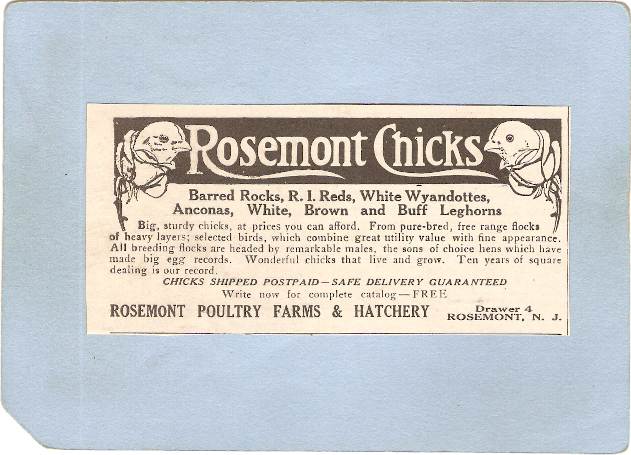 Rosemont Chicks
Barred Rocks, R. I. Reds, White Wyandottes,
Anconas, White, Brown and Buff Leghorns
Big, sturdy chicks, at prices you can afford. From pure-bred, free range flocks
of heavy layers; selected birds, which combine great utility value with fine appearance.
All breeding flocks are headed by remarkable males, the sons of choice hens which have
made big egg records. Wonderful chicks that live and grow. Ten years of square
dealing is our record.
CHICKS SHIPPED POSTPAID—SAFE DELIVERY GUARANTEED
Write now for complete catalog—FREE
ROSEMONT POULTRY FARMS & HATCHERY
Drawer 4
ROSEMONT, N. J.